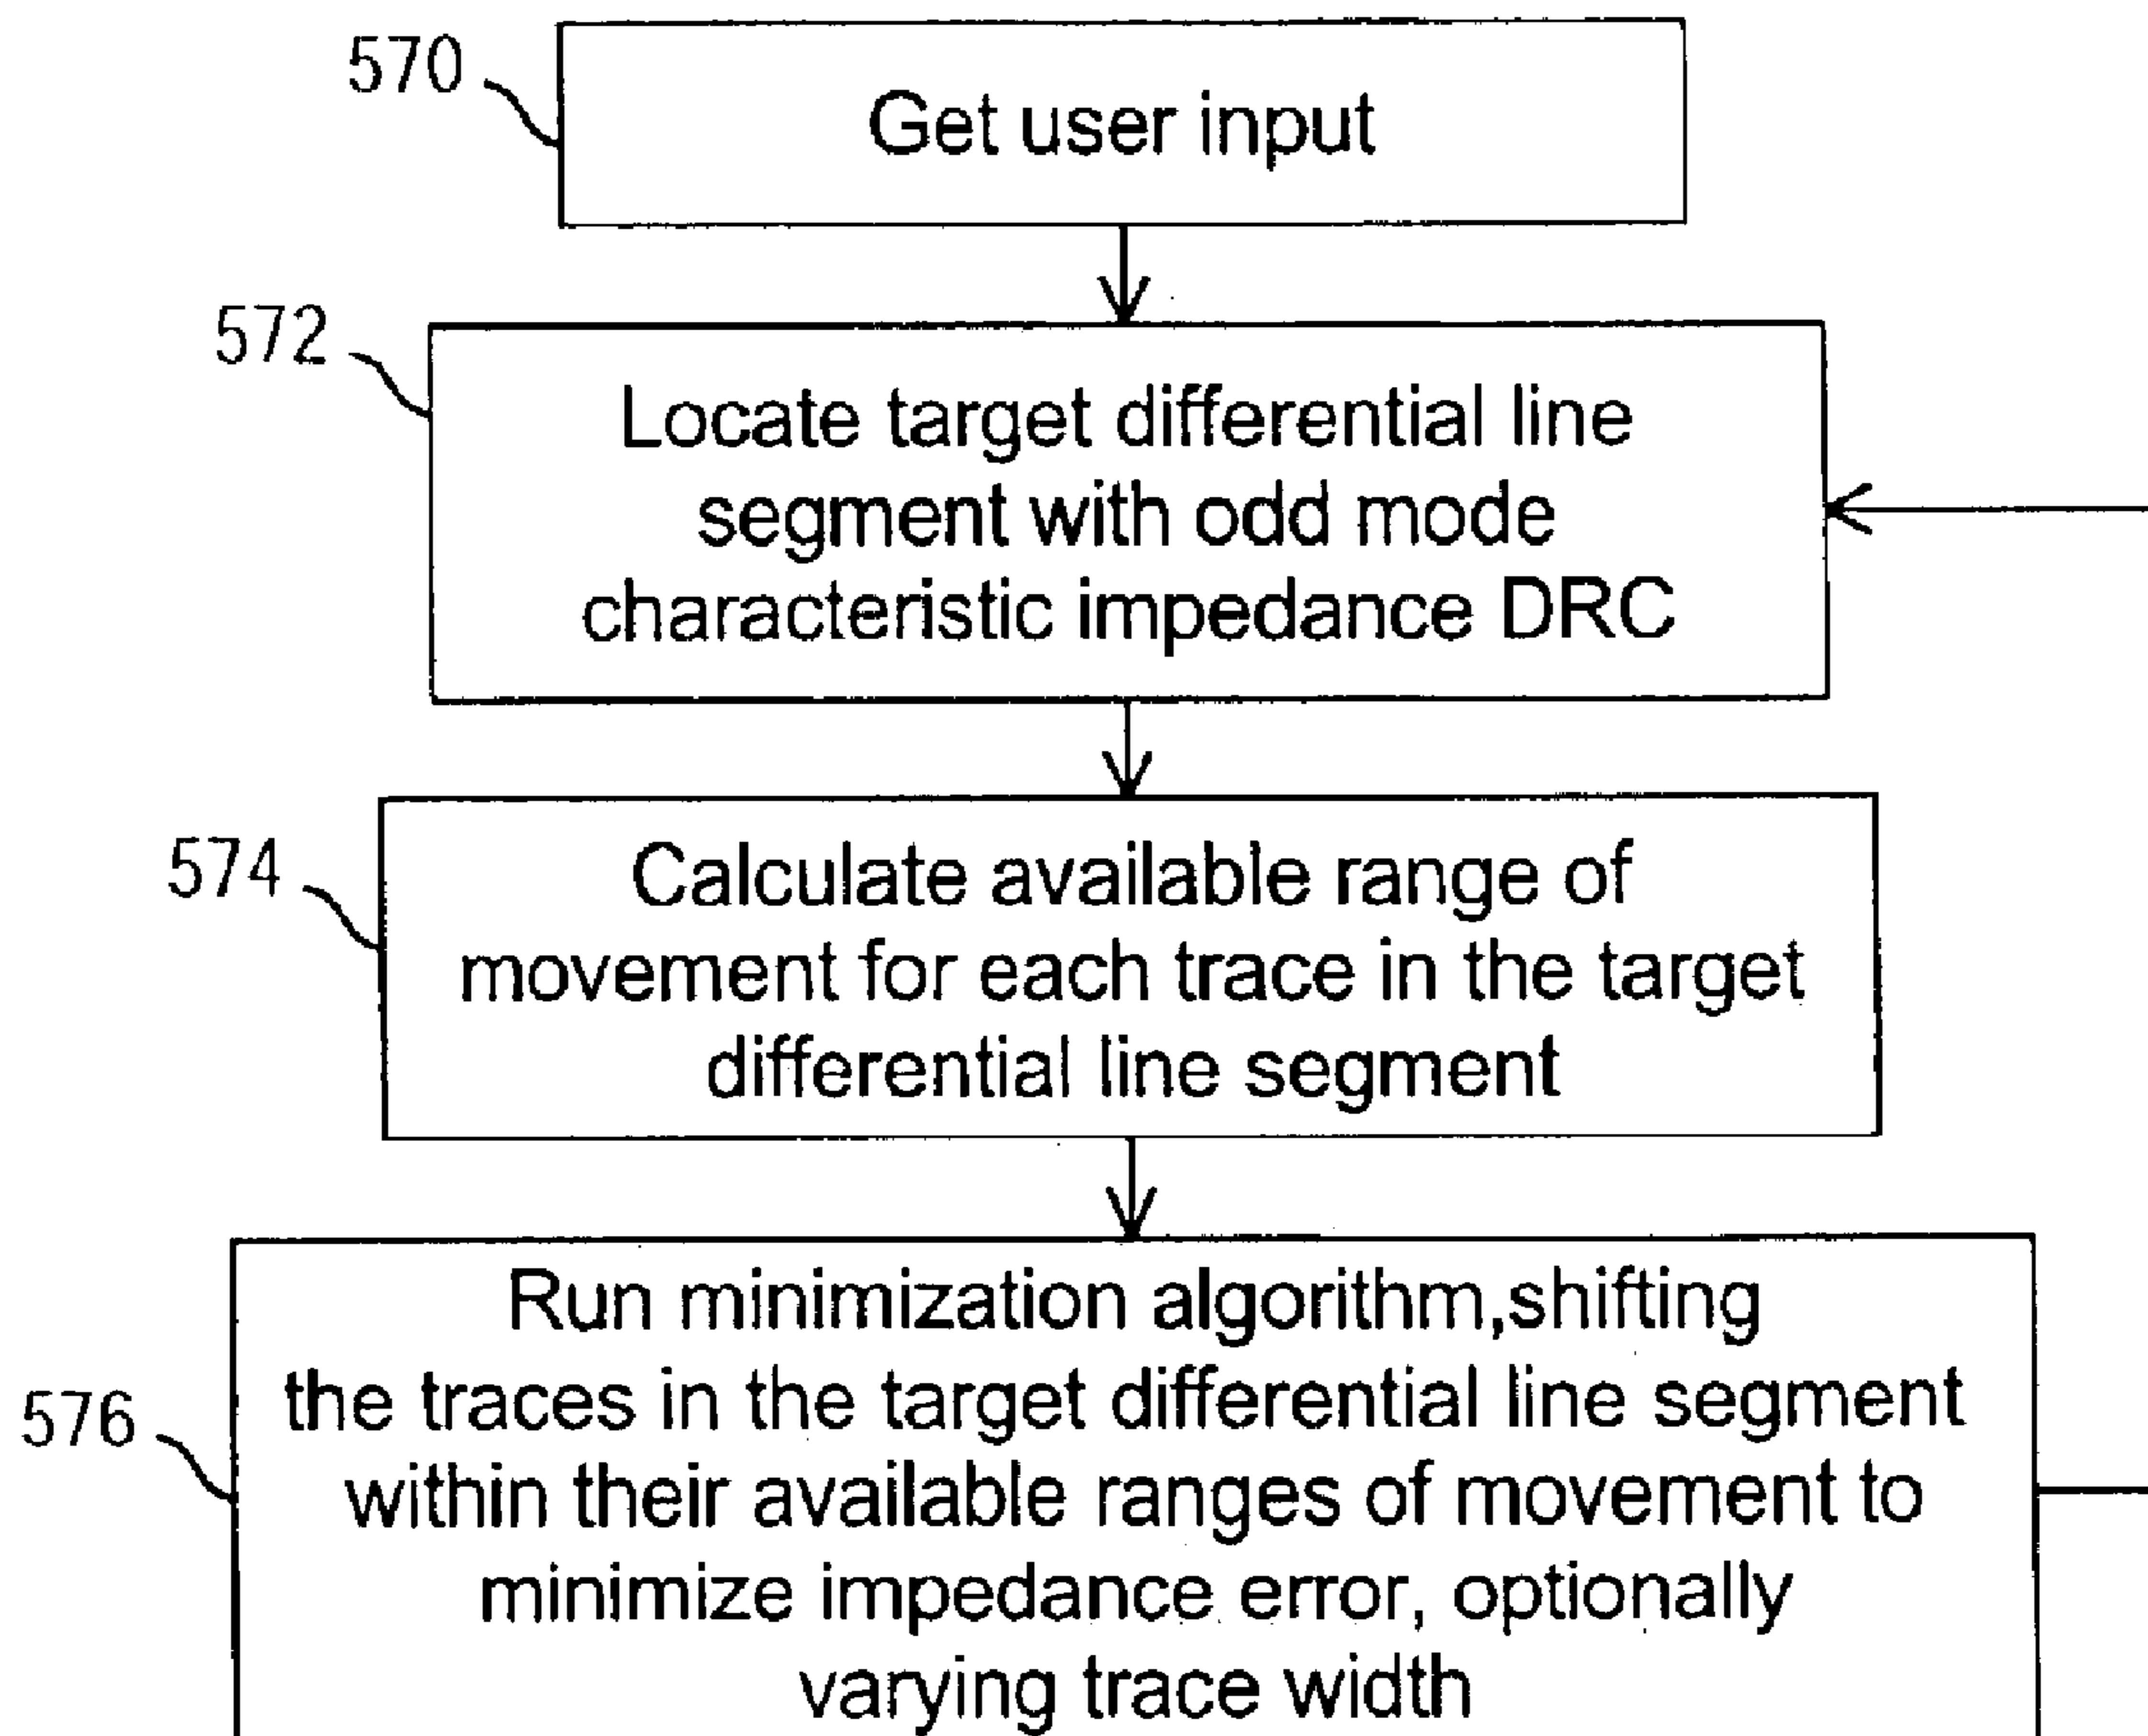 570
Get user input
572
Locate target differential line
segment with odd mode
characteristic impedance DRC
574
Calculate available range of
movement for each trace in the target
differential line segment
576
Run minimization algorithm,shifting
the traces in the target differential line segment
within their available ranges of movement to
minimize impedance error, optionally
varying trace width